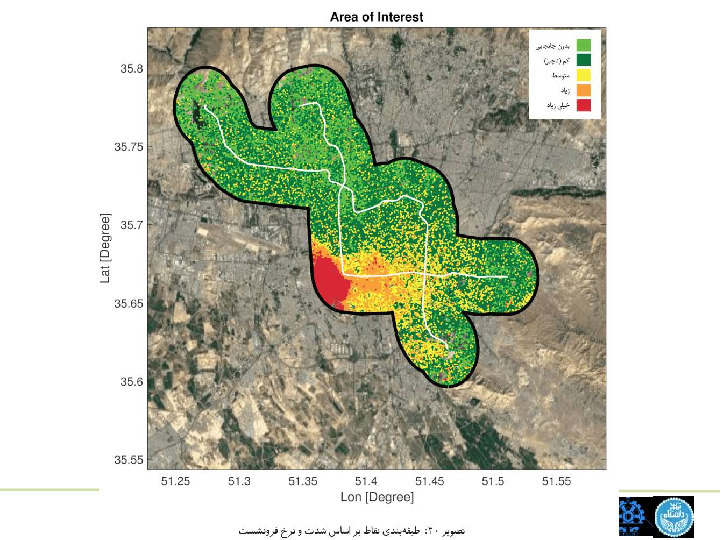 Area of Interest
بدون جابجایی
کم (ناچیز)
متوسط
زیاد
خیلی زیاد
35.8
35.75
35.7
35.65
35.6
35.55
Lat [Degree]
51.25 51.3 51.35 51.4 51.45 51.5 51.55
Lon [Degree]
تصویر ۲۰: طبقه‌بندی نقاط بر اساس شدت و نرخ فرونشست